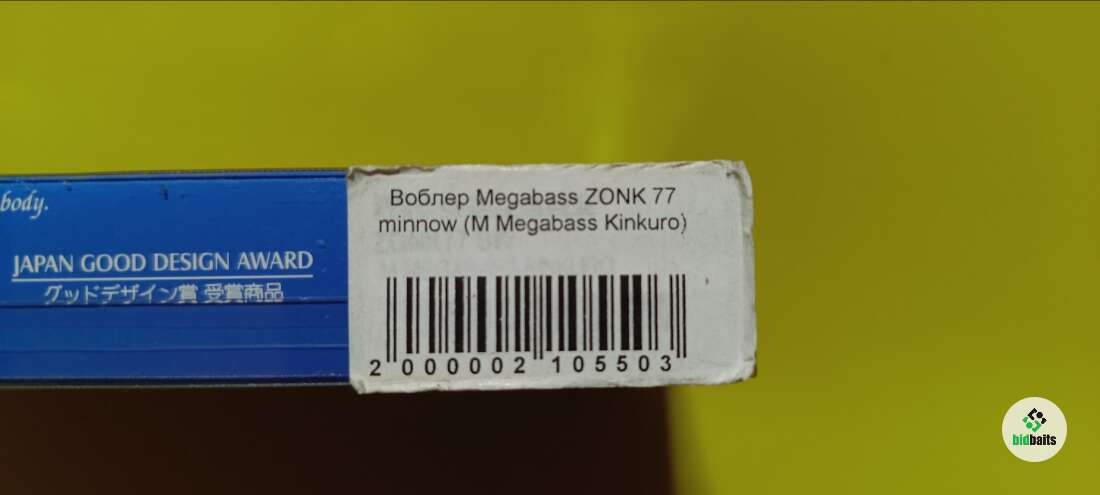 body.
JAPAN GOOD DESIGN AWARD
グッドデザイン賞 受賞商品
Воблер Megabass ZONK 77
minnow (M Megabass Kinkuro)
2 000002 105503
bidbaits